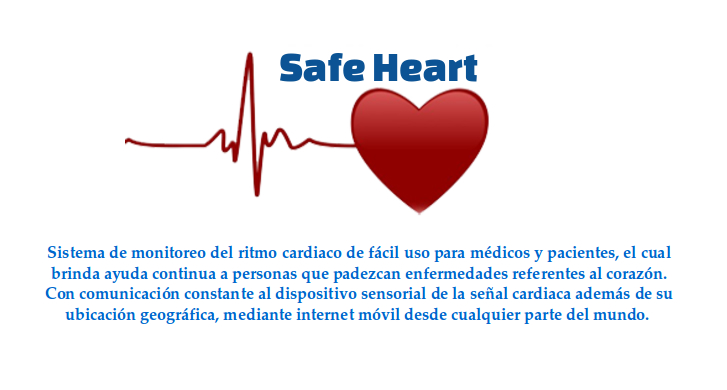 Safe Heart
Sistema de monitoreo del ritmo cardiaco de fácil uso para médicos y pacientes, el cual
brinda ayuda continua a personas que padezcan enfermedades referentes al corazón.
Con comunicación constante al dispositivo sensorial de la señal cardiaca además de su
ubicación geográfica, mediante internet móvil desde cualquier parte del mundo.